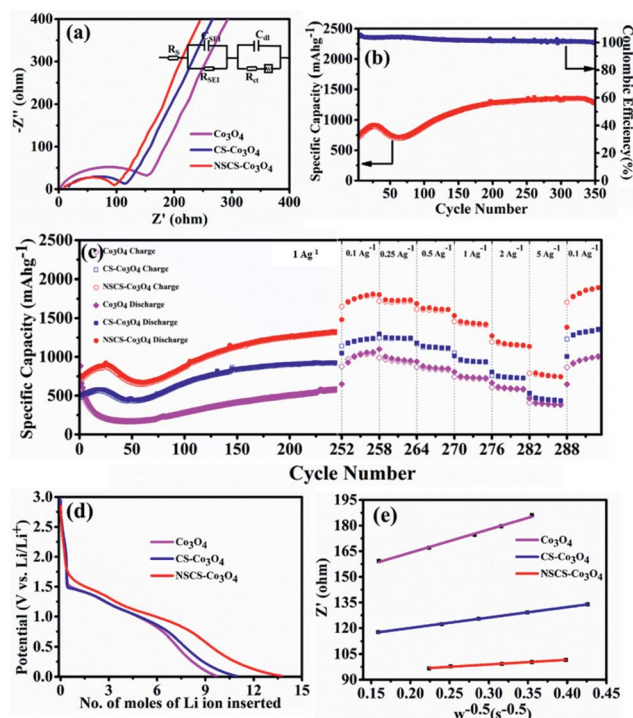 (a)
-400
-300
-200
-100
0
0
100
200
300
400
-Z'' (ohm)
Z' (ohm)
R_S
C_SEI
R_SEI
C_dl
R_ct
Co₃O₄
CS-Co₃O₄
NSCS-Co₃O₄
(b)
2500
2000
1500
1000
500
0
50
100
150
200
250
300
350
100
80
60
40
20
0
Specific Capacity (mAhg⁻¹)
Coulombic Efficiency(%)
Cycle Number
(c)
2500
2000
1500
1250
1000
750
500
250
0
0
50
100
150
200
252
258
264
270
276
282
288
Co₃O₄ Charge
CS-Co₃O₄ Charge
NSCS-Co₃O₄ Charge
Co₃O₄ Discharge
CS-Co₃O₄ Discharge
NSCS-Co₃O₄ Discharge
1 Ag⁻¹
0.1 Ag⁻¹
0.25 Ag⁻¹
0.5 Ag⁻¹
1 Ag⁻¹
2 Ag⁻¹
5 Ag⁻¹
0.1 Ag⁻¹
Specific Capacity (mAhg⁻¹)
Cycle Number
(d)
3.0
2.5
2.0
1.5
1.0
0.5
0.0
0
3
6
9
12
15
Co₃O₄
CS-Co₃O₄
NSCS-Co₃O₄
Potential (V vs. Li/Li⁺)
No. of moles of Li ion inserted
(e)
195
180
165
150
135
120
105
90
0.15
0.20
0.25
0.30
0.35
0.40
0.45
Co₃O₄
CS-Co₃O₄
NSCS-Co₃O₄
Z' (ohm)
w⁻⁰·⁵(s⁻⁰·⁵)